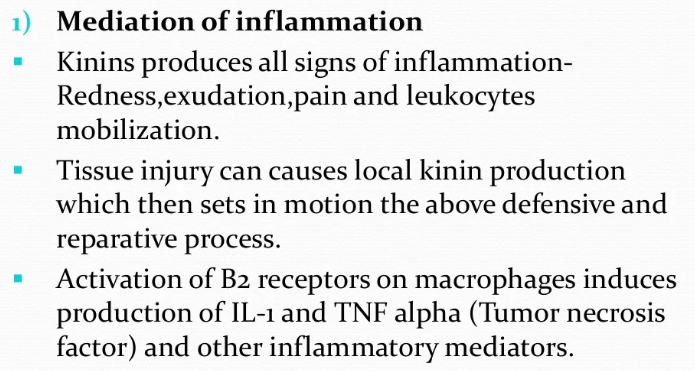 1) Mediation of inflammation
▪ Kinins produces all signs of inflammation-
Redness,exudation,pain and leukocytes
mobilization.
▪ Tissue injury can causes local kinin production
which then sets in motion the above defensive and
reparative process.
▪ Activation of B2 receptors on macrophages induces
production of IL-1 and TNF alpha (Tumor necrosis
factor) and other inflammatory mediators.